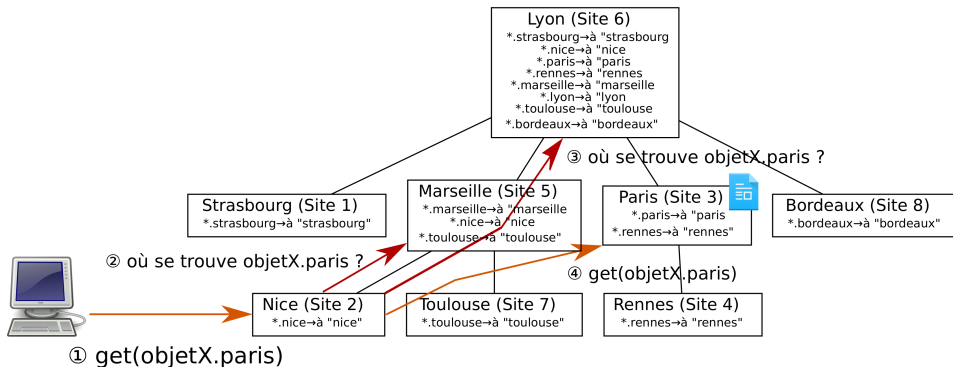 Lyon (Site 6)
*.strasbourg→à "strasbourg
*.nice→à "nice
*.paris→à "paris
*.rennes→à "rennes
*.marseille→à "marseille
*.lyon→à "lyon
*.toulouse→à "toulouse
*.bordeaux→à "bordeaux"
③ où se trouve objetX.paris ?
Strasbourg (Site 1)
*.strasbourg→à "strasbourg"
Marseille (Site 5)
*.marseille→à "marseille
*.nice→à "nice
*.toulouse→à "toulouse"
Paris (Site 3)
*.paris→à "paris
*.rennes→à "rennes"
Bordeaux (Site 8)
*.bordeaux→à "bordeaux"
② où se trouve objetX.paris ?
④ get(objetX.paris)
Nice (Site 2)
*.nice→à "nice"
Toulouse (Site 7)
*.toulouse→à "toulouse"
Rennes (Site 4)
*.rennes→à "rennes"
① get(objetX.paris)